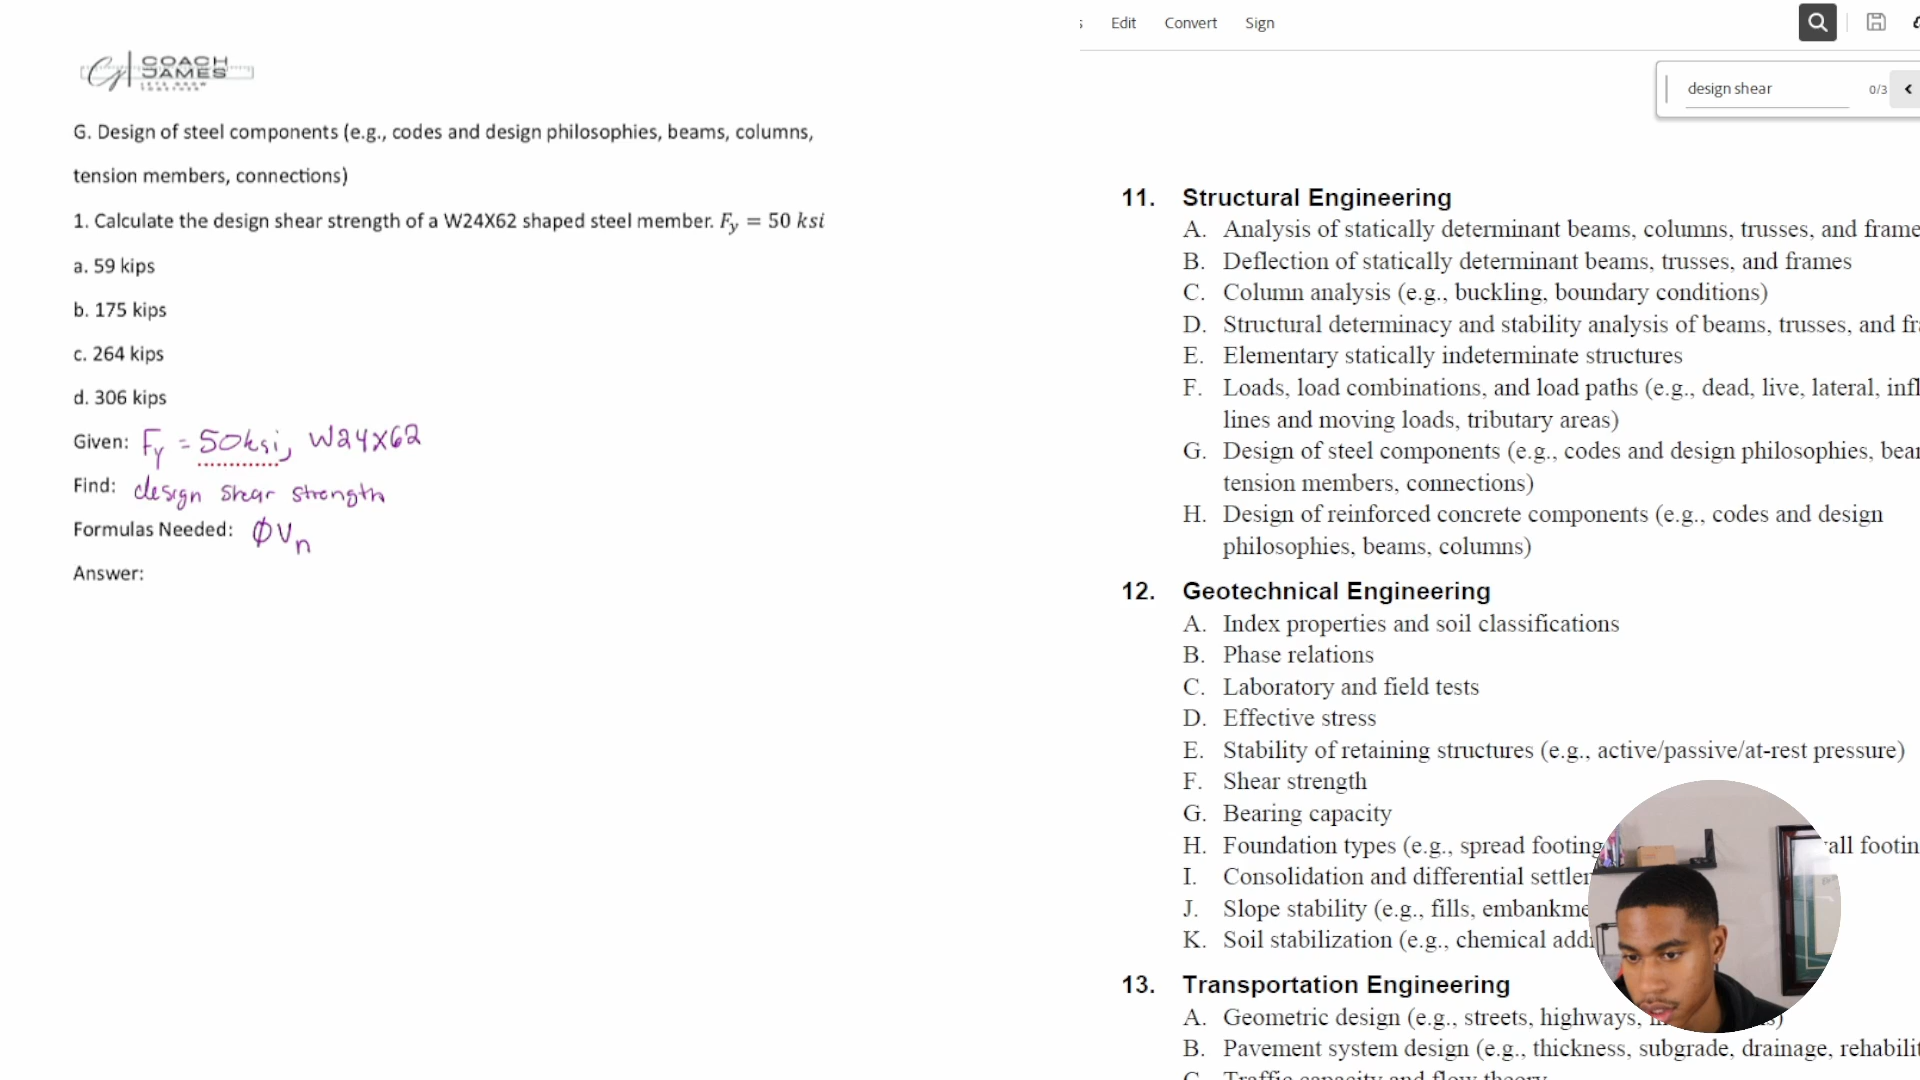 Edit Convert Sign
design shear 0/3
COACH
JAMES
G. Design of steel components (e.g., codes and design philosophies, beams, columns,
tension members, connections)
1. Calculate the design shear strength of a W24X62 shaped steel member. Fy = 50 ksi
a. 59 kips
b. 175 kips
c. 264 kips
d. 306 kips
Given: Fy = 50ksi, W24X62
Find: design shear strength
Formulas Needed: ΦVn
Answer:
11. Structural Engineering
A. Analysis of statically determinant beams, columns, trusses, and frame
B. Deflection of statically determinant beams, trusses, and frames
C. Column analysis (e.g., buckling, boundary conditions)
D. Structural determinacy and stability analysis of beams, trusses, and fr
E. Elementary statically indeterminate structures
F. Loads, load combinations, and load paths (e.g., dead, live, lateral, infl
lines and moving loads, tributary areas)
G. Design of steel components (e.g., codes and design philosophies, bea
tension members, connections)
H. Design of reinforced concrete components (e.g., codes and design
philosophies, beams, columns)
12. Geotechnical Engineering
A. Index properties and soil classifications
B. Phase relations
C. Laboratory and field tests
D. Effective stress
E. Stability of retaining structures (e.g., active/passive/at-rest pressure)
F. Shear strength
G. Bearing capacity
H. Foundation types (e.g., spread footing all footin
I. Consolidation and differential settle
J. Slope stability (e.g., fills, embankme
K. Soil stabilization (e.g., chemical add
13. Transportation Engineering
A. Geometric design (e.g., streets, highways,
B. Pavement system design (e.g., thickness, subgrade, drainage, rehabilit
C. Traffic capacity and flow theory